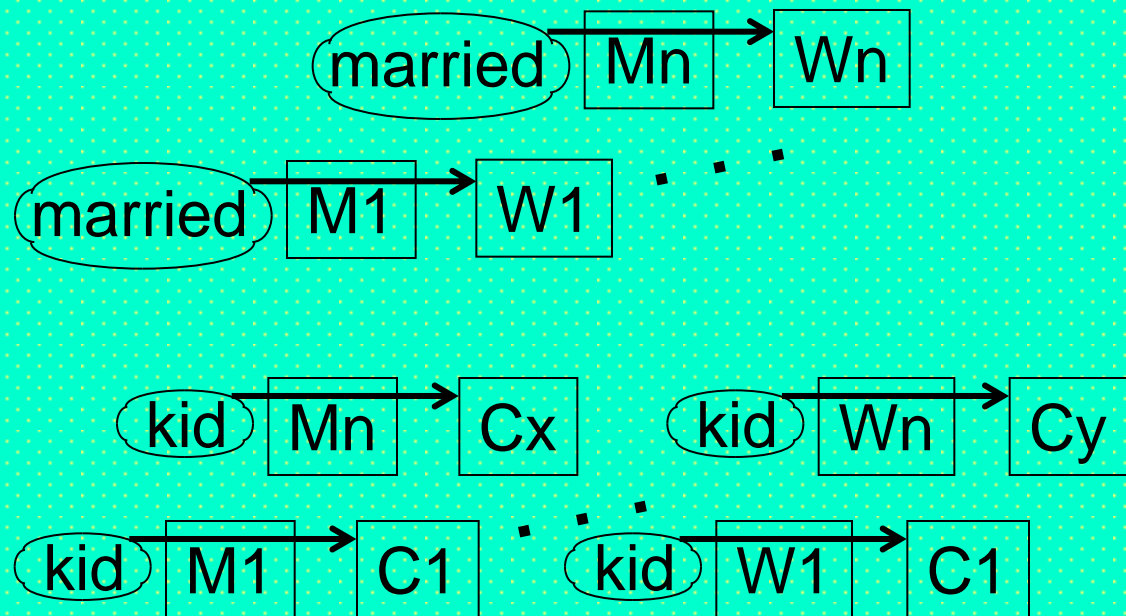 married Mn Wn
married M1 W1 . . .
kid Mn Cx kid Wn Cy
kid M1 C1 . . . kid W1 C1